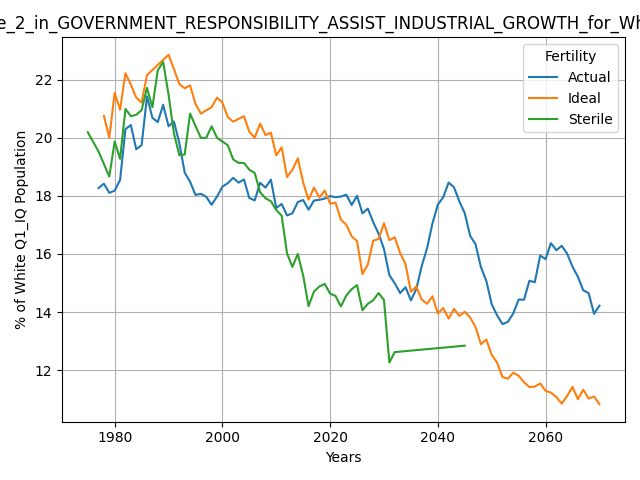 e_2_in_GOVERNMENT_RESPONSIBILITY_ASSIST_INDUSTRIAL_GROWTH_for_Wh
Fertility
Actual
Ideal
Sterile
% of White Q1_IQ Population
22
20
18
16
14
12
1980
2000
2020
2040
2060
Years